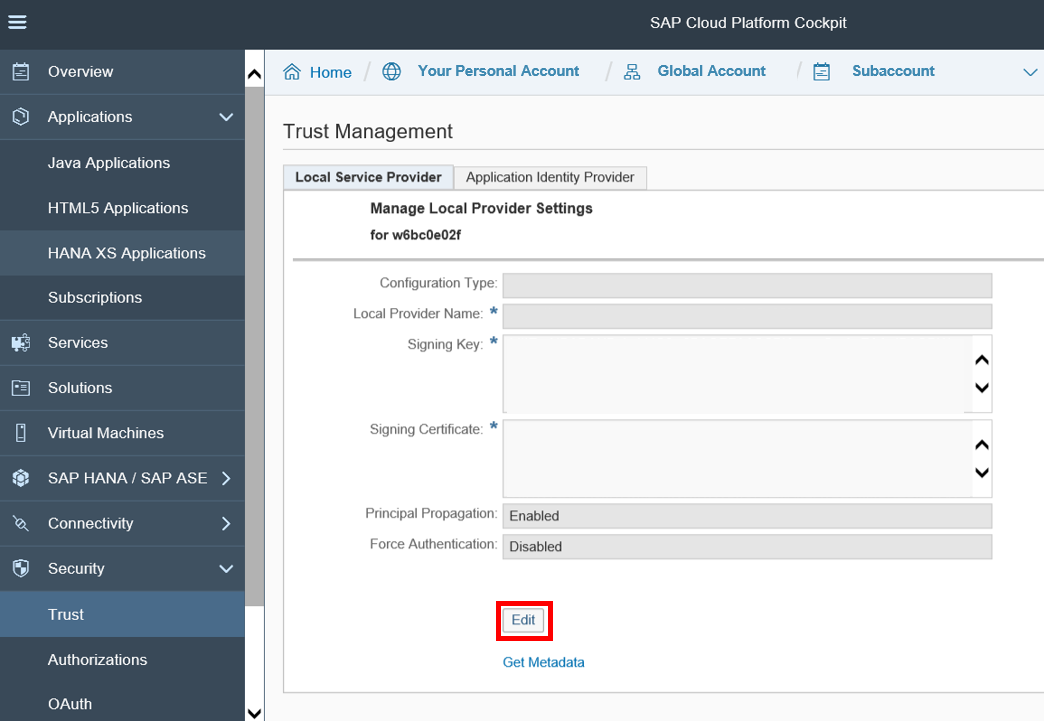 SAP Cloud Platform Cockpit
Overview
Applications
Java Applications
HTML5 Applications
HANA XS Applications
Subscriptions
Services
Solutions
Virtual Machines
SAP HANA / SAP ASE
Connectivity
Security
Trust
Authorizations
OAuth
Home / Your Personal Account / Global Account / Subaccount
Trust Management
Local Service Provider Application Identity Provider
Manage Local Provider Settings
for w6bc0e02f
Configuration Type:
Local Provider Name: *
Signing Key: *
Signing Certificate: *
Principal Propagation: Enabled
Force Authentication: Disabled
Edit
Get Metadata